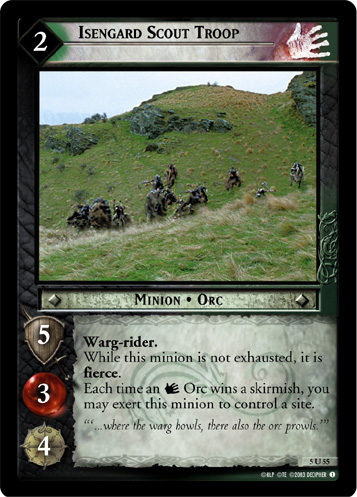 2
Isengard Scout Troop
Minion • Orc
5
Warg-rider.
While this minion is not exhausted, it is
fierce.
3
Each time an Orc wins a skirmish, you
may exert this minion to control a site.
4
“‘...where the warg howls, there also the orc prowls.’”
5 U 55
©NLP ©TE ©2003 DECIPHER